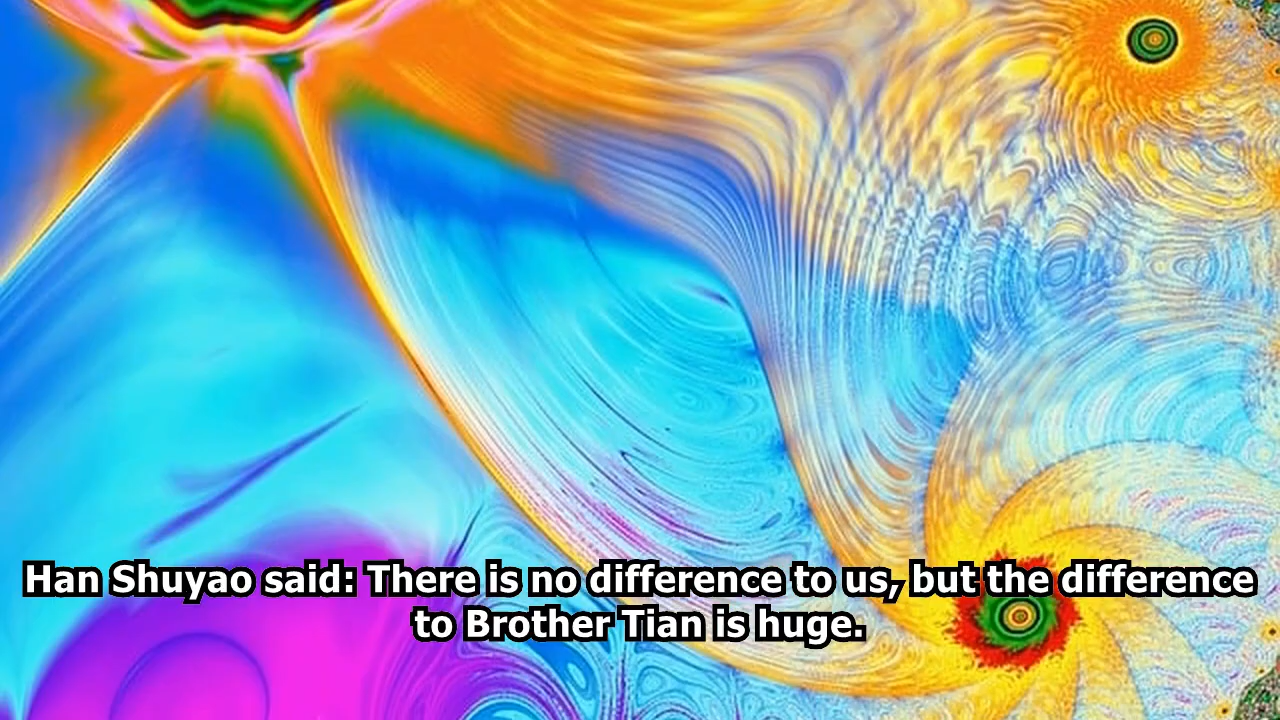 Han Shuyao said: There is no difference to us, but the difference
to Brother Tian is huge.